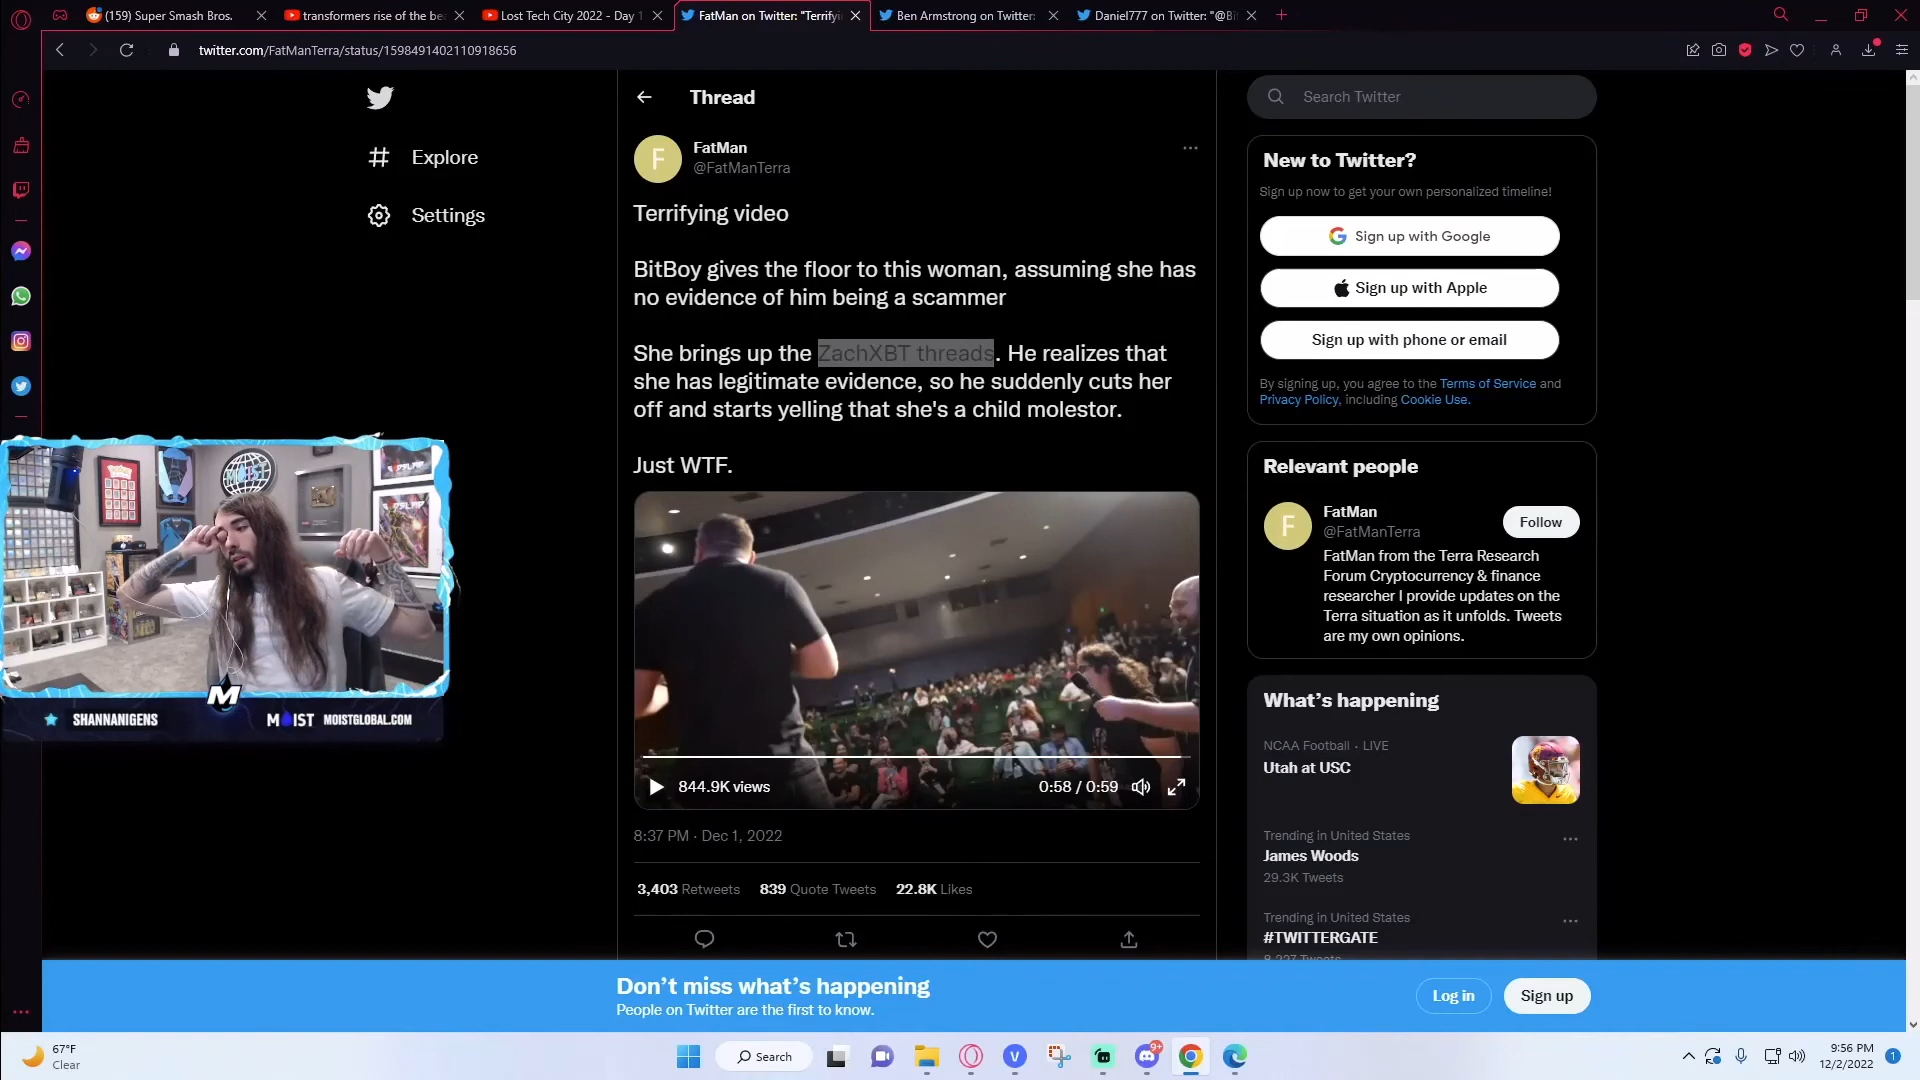 (159) Super Smash Bros.
transformers rise of the be
Lost Tech City 2022 - Day 1
FatMan on Twitter: "Terrifyi
Ben Armstrong on Twitter:
Daniel777 on Twitter: "@Bi
twitter.com/FatManTerra/status/1598491402110918656
Explore
Settings
Thread
FatMan
@FatManTerra
Terrifying video
BitBoy gives the floor to this woman, assuming she has
no evidence of him being a scammer
She brings up the ZachXBT threads. He realizes that
she has legitimate evidence, so he suddenly cuts her
off and starts yelling that she's a child molestor.
Just WTF.
844.9K views
0:58 / 0:59
8:37 PM · Dec 1, 2022
3,403 Retweets 839 Quote Tweets 22.8K Likes
Search Twitter
New to Twitter?
Sign up now to get your own personalized timeline!
Sign up with Google
Sign up with Apple
Sign up with phone or email
By signing up, you agree to the Terms of Service and
Privacy Policy, including Cookie Use.
Relevant people
FatMan
@FatManTerra
Follow
FatMan from the Terra Research
Forum Cryptocurrency & finance
researcher I provide updates on the
Terra situation as it unfolds. Tweets
are my own opinions.
What's happening
NCAA Football · LIVE
Utah at USC
Trending in United States
James Woods
29.3K Tweets
Trending in United States
#TWITTERGATE
8,227 Tweets
MOIST
SHANNANIGENS
M
MOIST
MOISTGLOBAL.COM
Don't miss what's happening
People on Twitter are the first to know.
Log in
Sign up
67°F
Clear
Search
9+
9:56 PM
12/2/2022
1